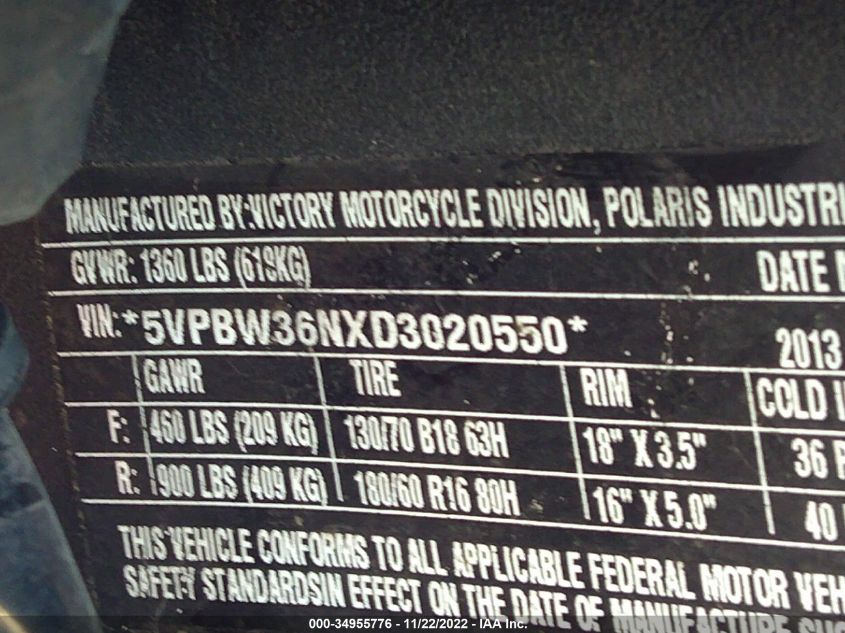 MANUFACTURED BY:VICTORY MOTORCYCLE DIVISION, POLARIS INDUSTRI
GVWR: 1360 LBS (619KG) DATE
VIN: *5VPBW36NXD3020550* 2013
GAWR TIRE RIM COLD
F: 460 LBS (209 KG) 130/70 B18 63H 18" X 3.5" 36
R: 900 LBS (409 KG) 180/60 R16 80H 16" X 5.0" 40
THIS VEHICLE CONFORMS TO ALL APPLICABLE FEDERAL MOTOR VEH
SAFETY STANDARDSIN EFFECT ON THE DATE OF MANUFACTURE
000-34955776 - 11/22/2022 - IAA Inc.